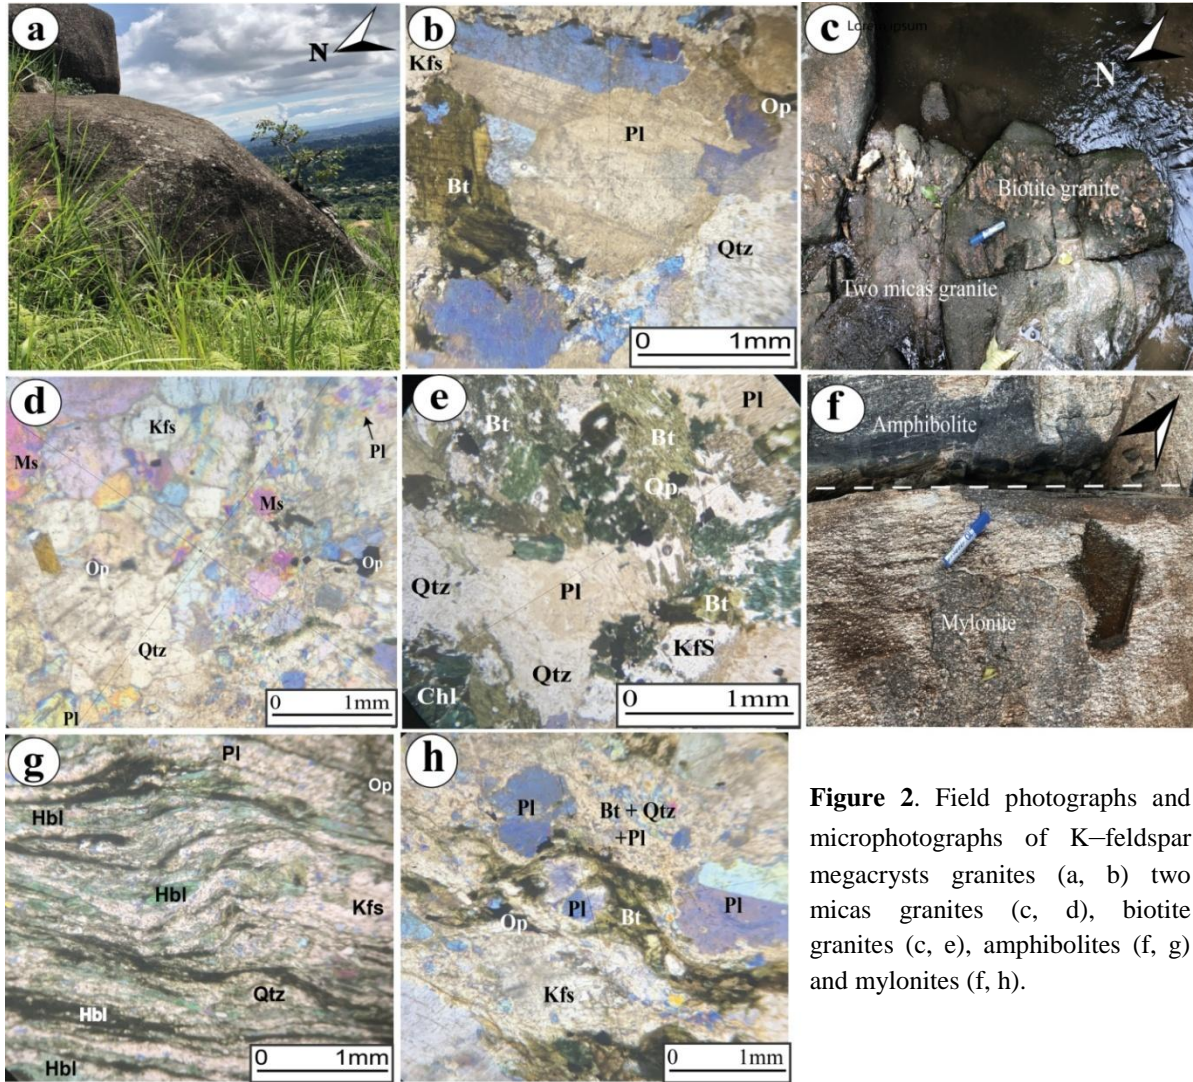 a
N
b
Kfs
Pl
Op
Bt
Qtz
0 1mm
c
Lorem ipsum
N
Biotite granite
Two micas granite
d
Kfs
Pl
Ms
Ms
Op
Op
Qtz
Pl
0 1mm
e
Pl
Bt
Bt
Op
Qtz
Pl
Bt
KfS
Qtz
Chl
0 1mm
f
Amphibolite
Mylonite
g
Pl
Op
Hbl
Hbl
Kfs
Qtz
Hbl
Hbl
0 1mm
h
Pl
Bt + Qtz
+Pl
Pl
Pl
Bt
Op
Kfs
0 1mm
Figure 2. Field photographs and
microphotographs of K–feldspar
megacrysts granites (a, b) two
micas granites (c, d), biotite
granites (c, e), amphibolites (f, g)
and mylonites (f, h).